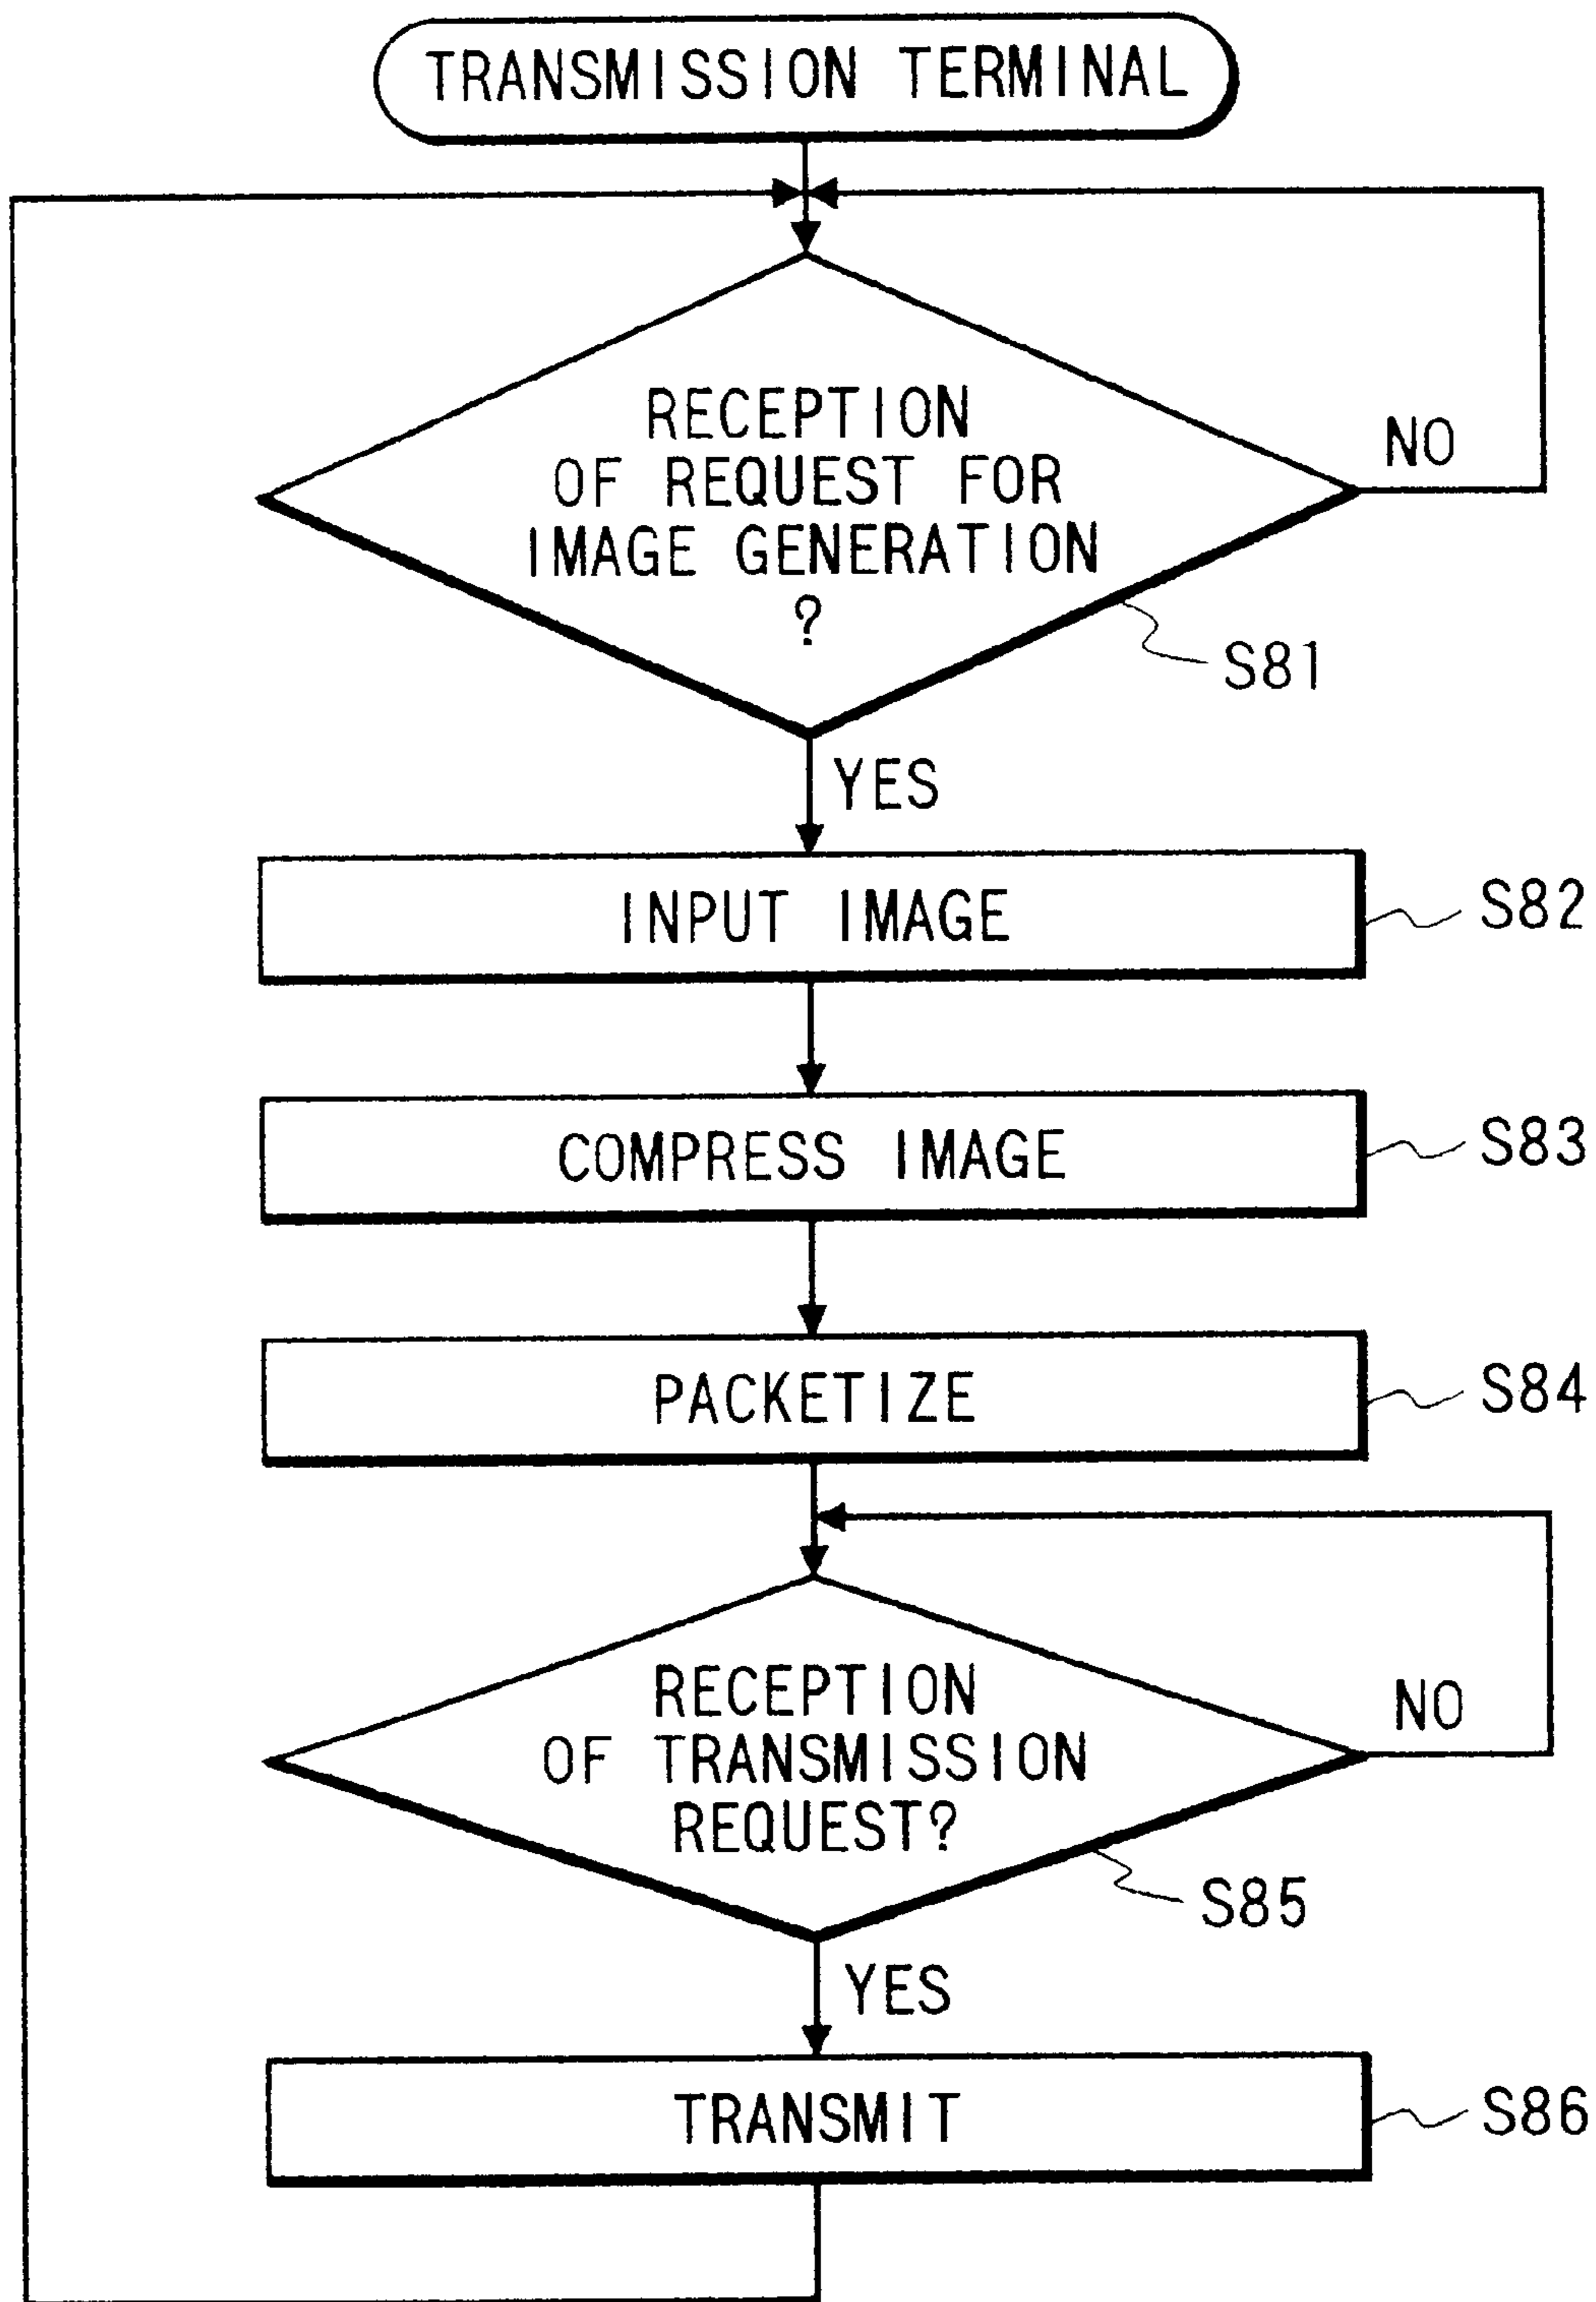 TRANSMISSION TERMINAL
RECEPTION
OF REQUEST FOR
IMAGE GENERATION
?
NO
S81
YES
INPUT IMAGE
S82
COMPRESS IMAGE
S83
PACKETIZE
S84
RECEPTION
OF TRANSMISSION
REQUEST?
NO
S85
YES
TRANSMIT
S86